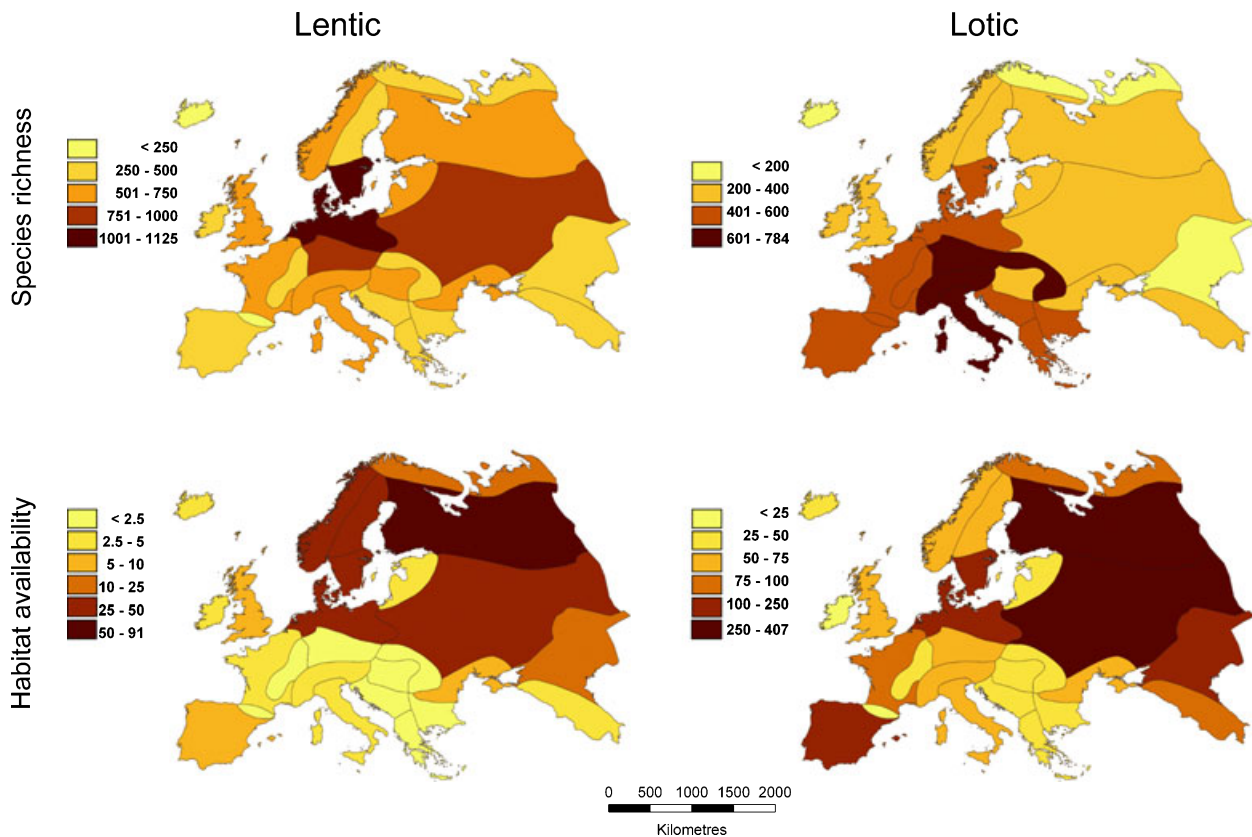 Lentic
Lotic
Species richness
< 250
250 - 500
501 - 750
751 - 1000
1001 - 1125
< 200
200 - 400
401 - 600
601 - 784
Habitat availability
< 2.5
2.5 - 5
5 - 10
10 - 25
25 - 50
50 - 91
< 25
25 - 50
50 - 75
75 - 100
100 - 250
250 - 407
0 500 1000 1500 2000
Kilometres